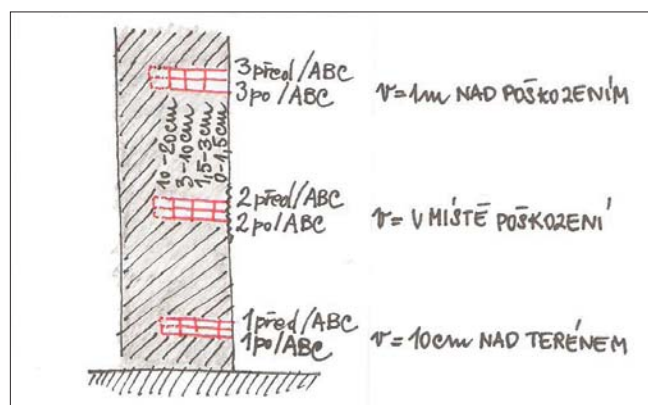 3před/ABC
3po/ABC
v=1m NAD POŠKOZENÍM
10-20cm
3-10cm
1,5-3cm
0-1,5cm
2před/ABC
2po/ABC
v= V MÍSTĚ POŠKOZENÍ
1před/ABC
1po/ABC
v=10cm NAD TERÉNEM